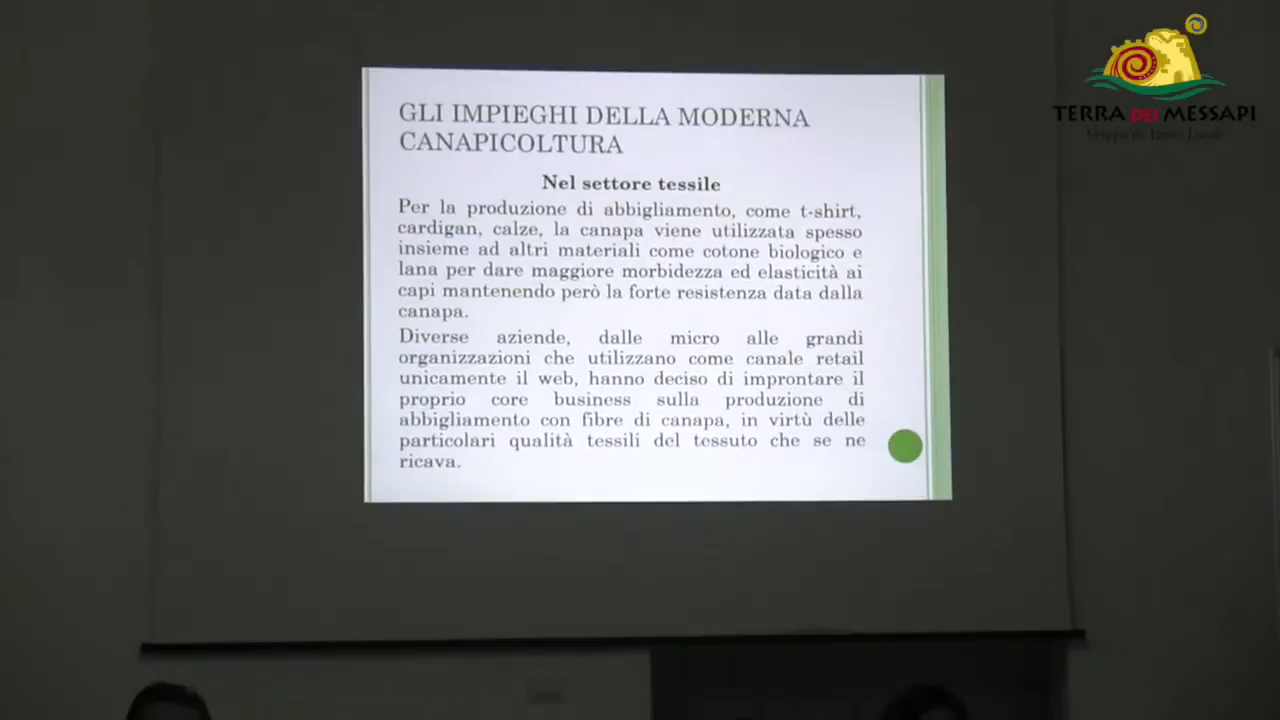 GLI IMPIEGHI DELLA MODERNA
CANAPICOLTURA
Nel settore tessile
Per la produzione di abbigliamento, come t-shirt,
cardigan, calze, la canapa viene utilizzata spesso
insieme ad altri materiali come cotone biologico e
lana per dare maggiore morbidezza ed elasticità ai
capi mantenendo però la forte resistenza data dalla
canapa.
Diverse aziende, dalle micro alle grandi
organizzazioni che utilizzano come canale retail
unicamente il web, hanno deciso di improntare il
proprio core business sulla produzione di
abbigliamento con fibre di canapa, in virtù delle
particolari qualità tessili del tessuto che se ne
ricava.
TERRA DEI MESSAPI
Gruppo di Azione Locale